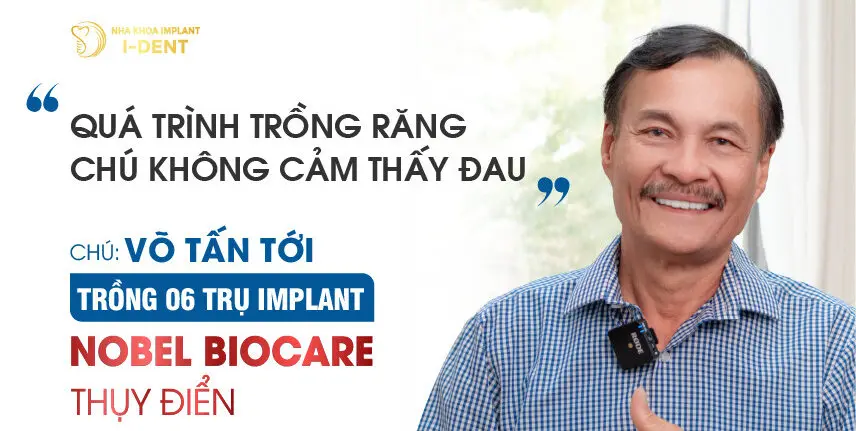 NHA KHOA IMPLANT
I-DENT
“ QUÁ TRÌNH TRỒNG RĂNG
CHÚ KHÔNG CẢM THẤY ĐAU ”
CHÚ: VÕ TẤN TỚI
TRỒNG 06 TRỤ IMPLANT
NOBEL BIOCARE
THỤY ĐIỂN
RODE